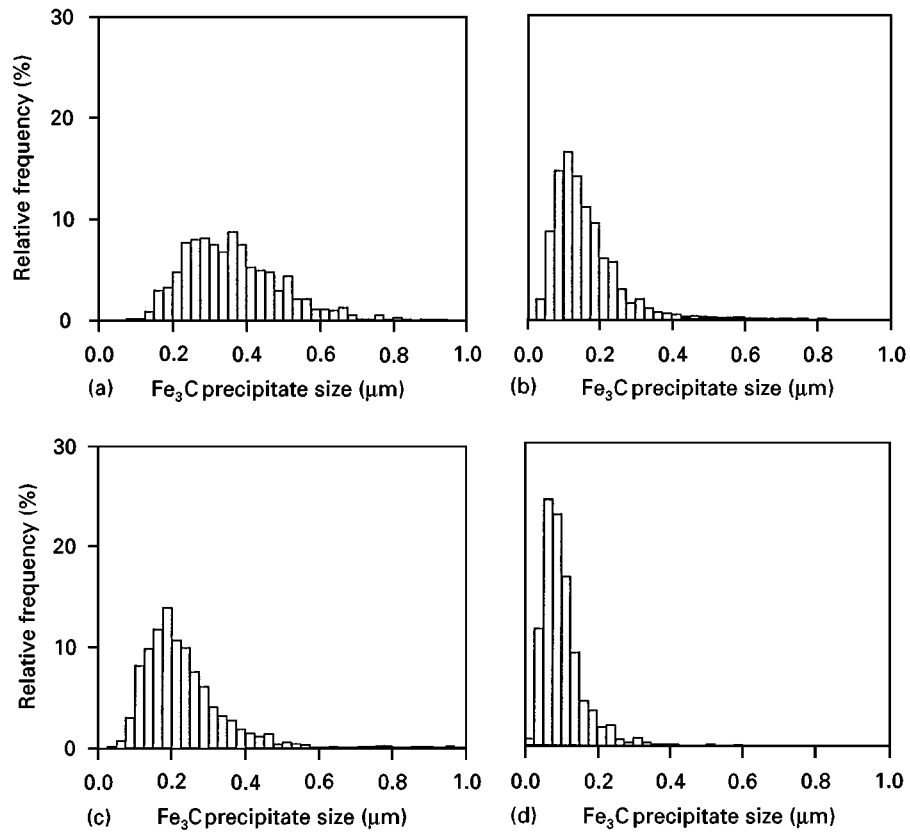 30
20
10
0
Relative frequency (%)
0.0 0.2 0.4 0.6 0.8 1.0
(a) Fe₃C precipitate size (μm)
0.0 0.2 0.4 0.6 0.8 1.0
(b) Fe₃C precipitate size (μm)
30
20
10
0
Relative frequency (%)
0.0 0.2 0.4 0.6 0.8 1.0
(c) Fe₃C precipitate size (μm)
0.0 0.2 0.4 0.6 0.8 1.0
(d) Fe₃C precipitate size (μm)